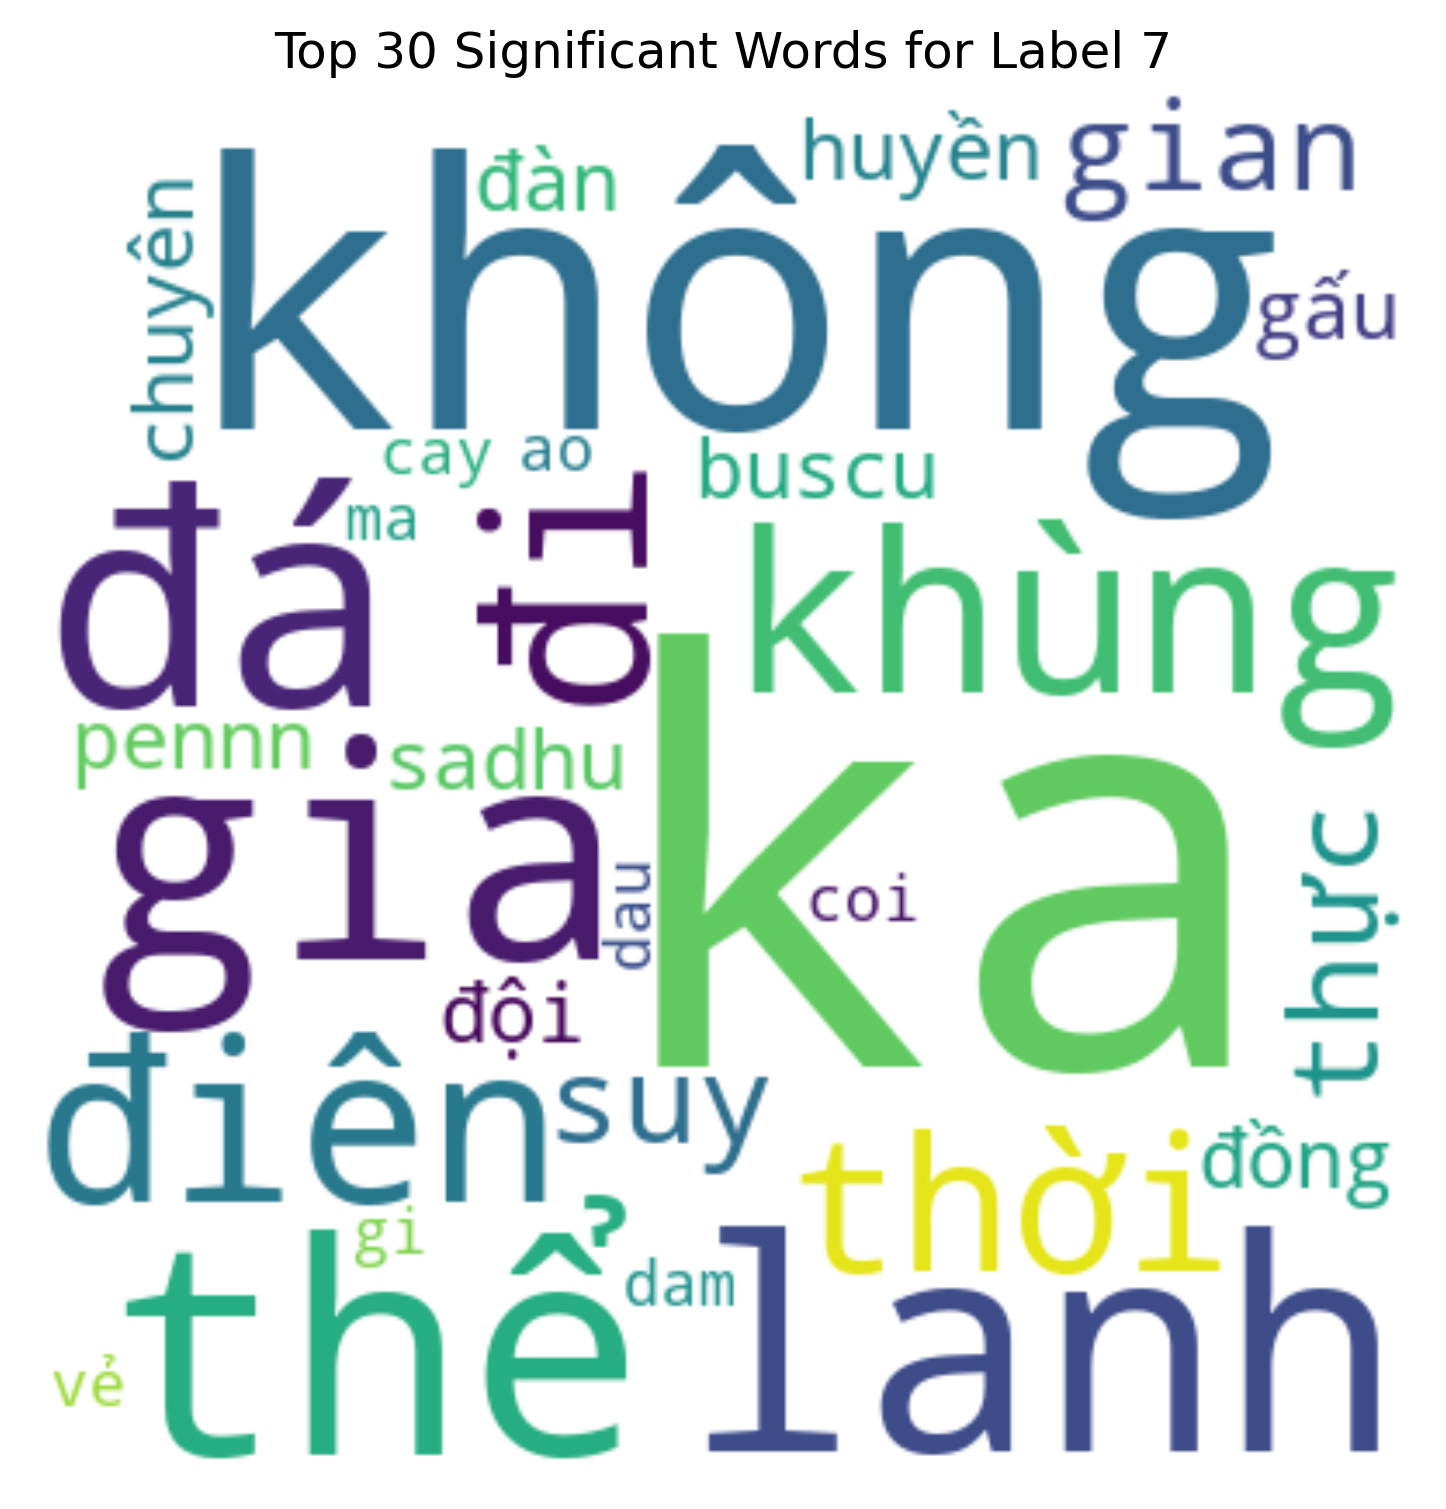 Top 30 Significant Words for Label 7
huyền
gian
đàn
không
chuyên
gấu
cay
ao
buscu
đá
ma
đi
khùng
pennn
sadhu
ka
gia
thực
dau
coi
đội
điên
suy
thời
đồng
gi
thể
dam
lanh
vẻ